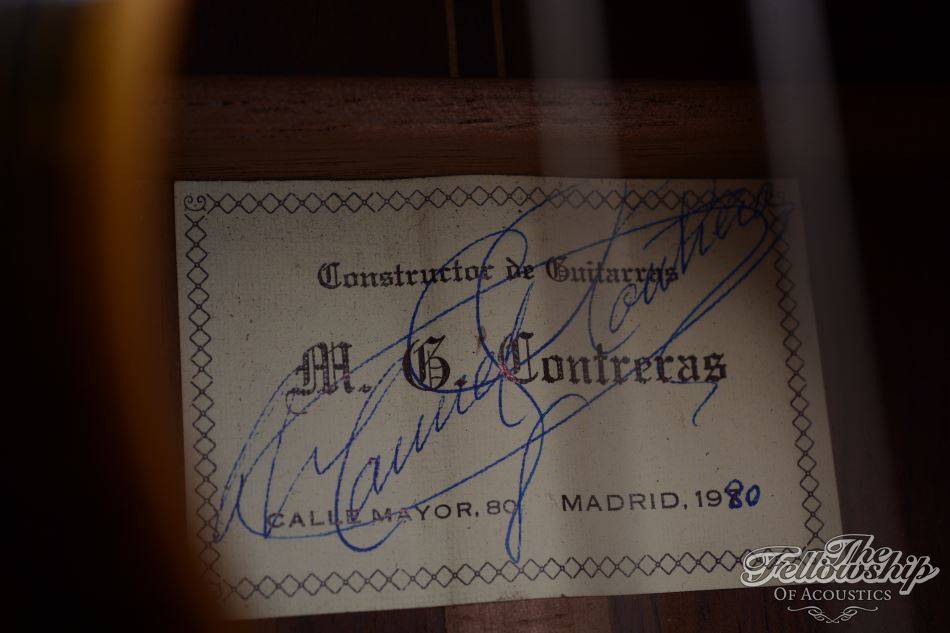 Constructor de Guitarras
M. G. Contreras
Manuel G Contreras
CALLE MAYOR, 80 MADRID, 1980
The
Fellowship
OF ACOUSTICS